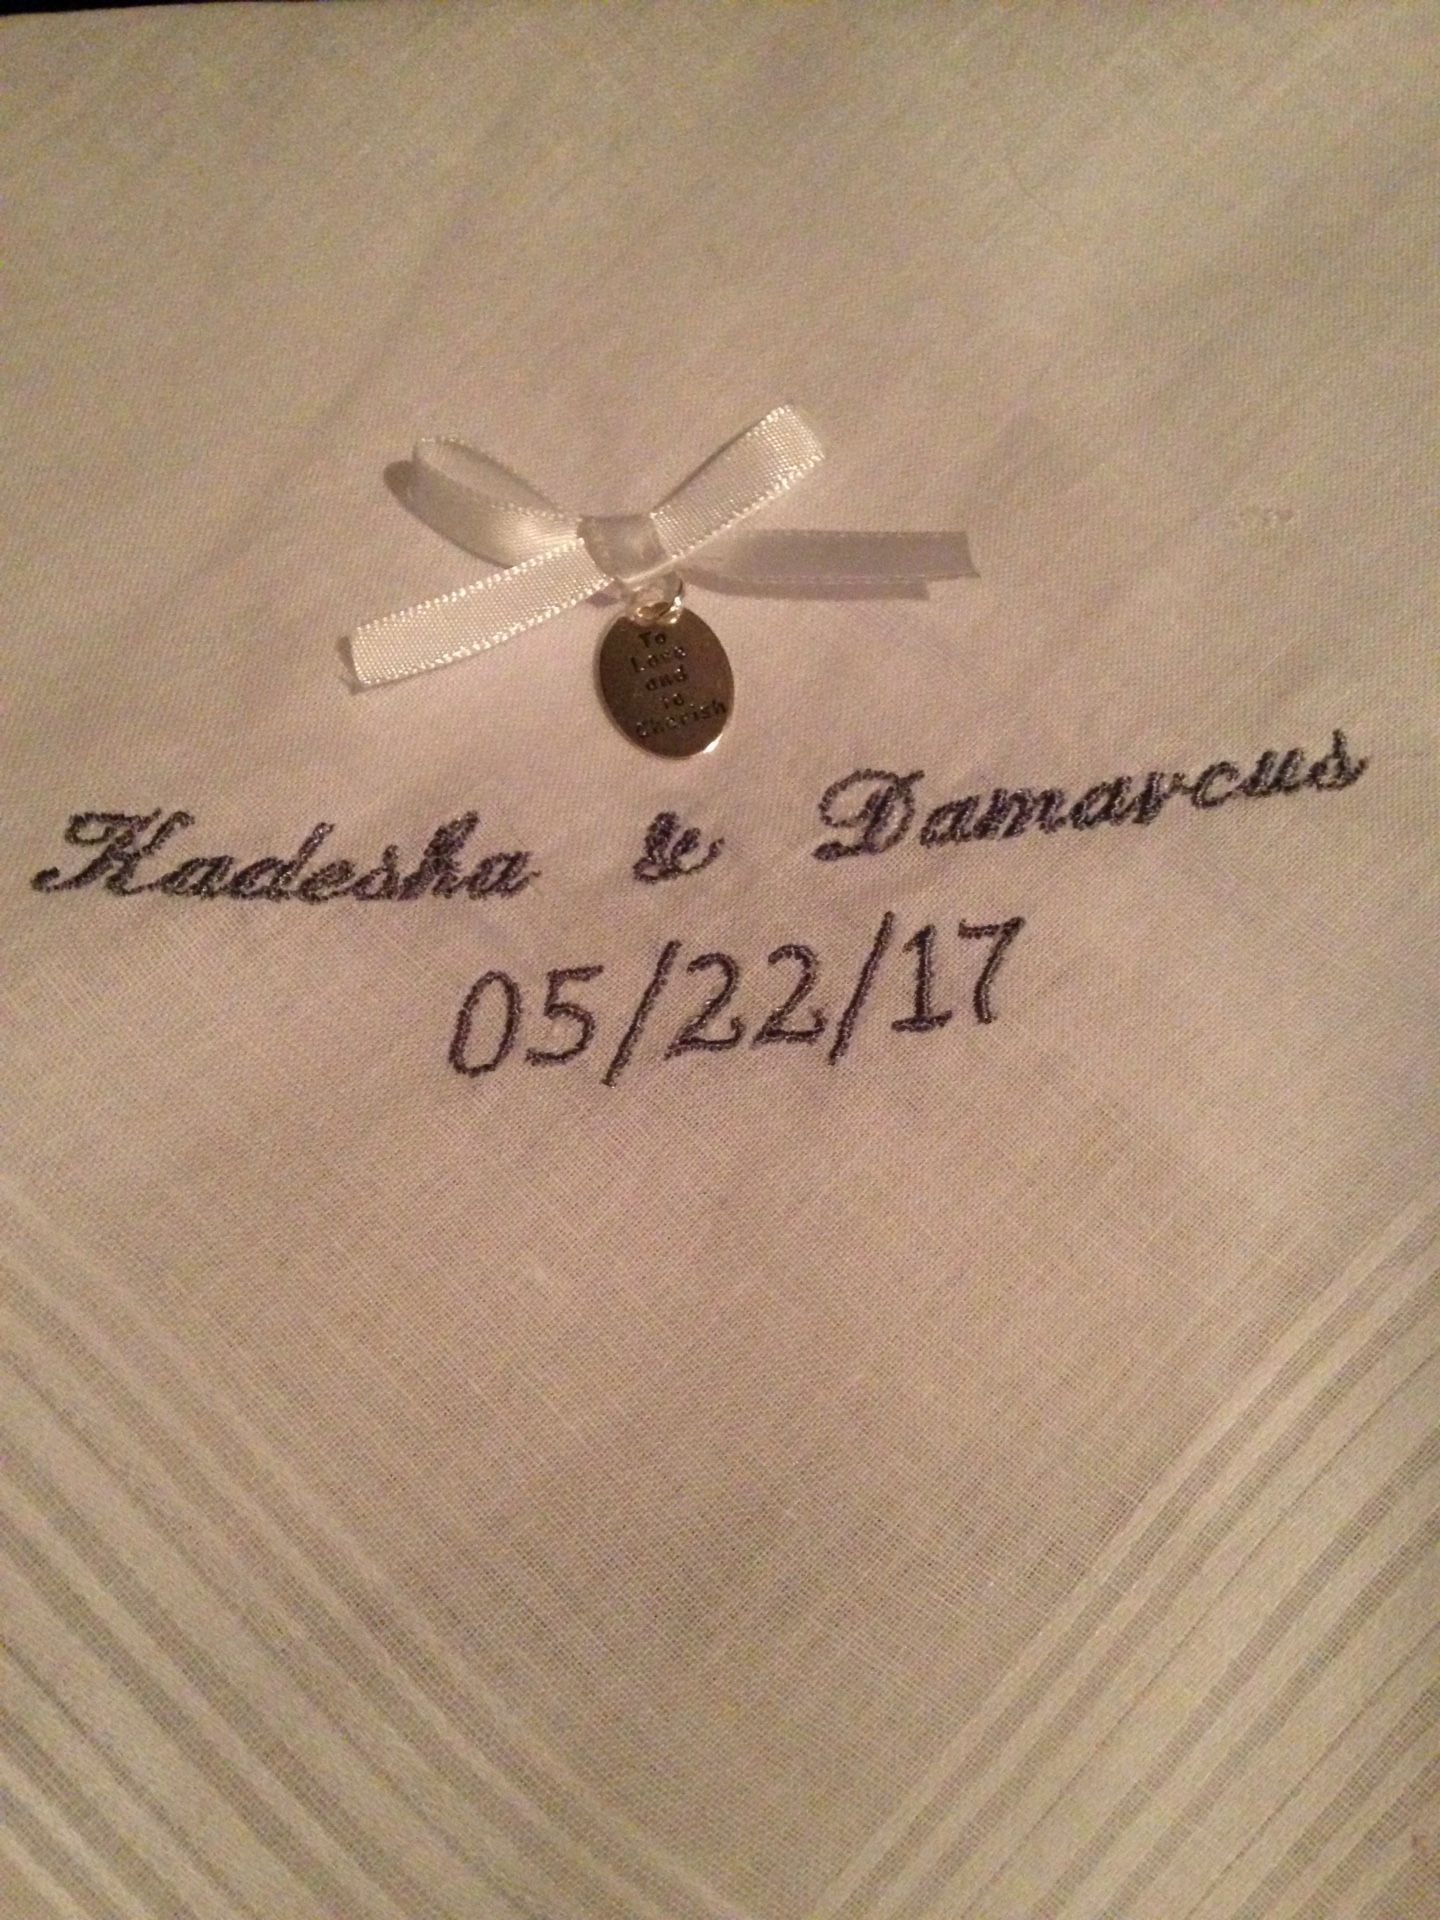 To
Love
and
to
Cherish
Kadesha & Damarcus
05/22/17